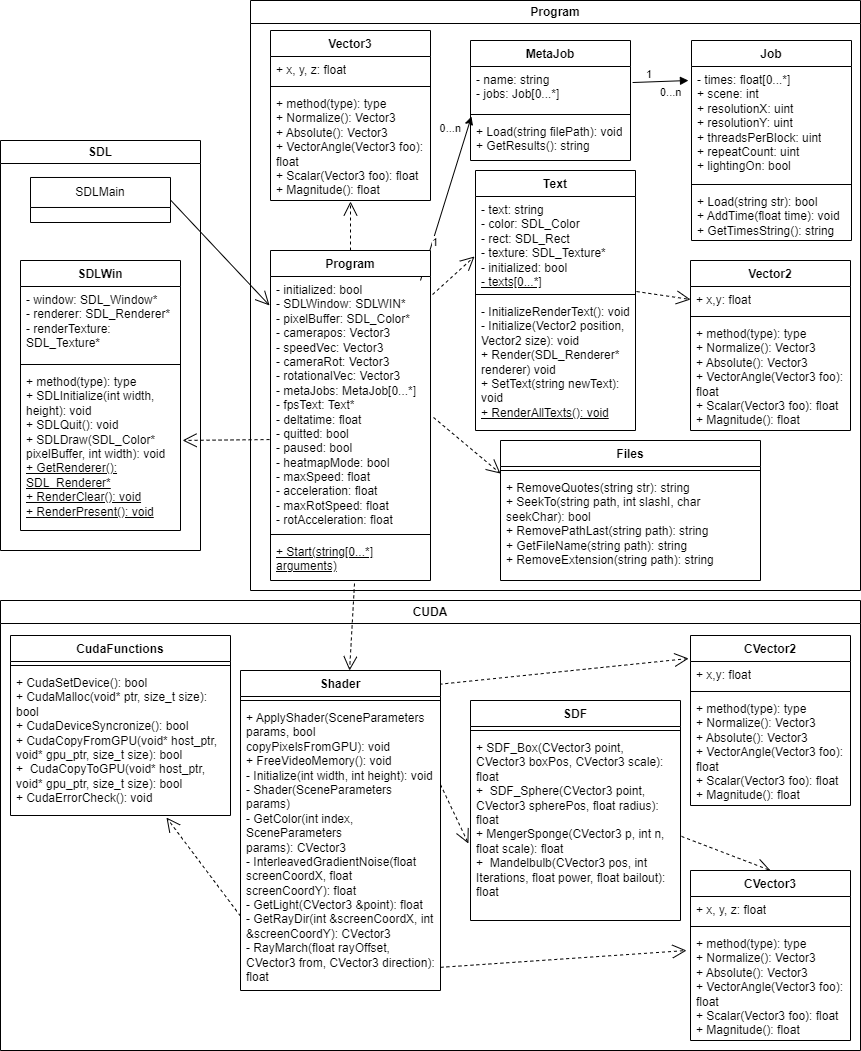 Program
Vector3
+ x, y, z: float
+ method(type): type
+ Normalize(): Vector3
+ Absolute(): Vector3
+ VectorAngle(Vector3 foo):
float
+ Scalar(Vector3 foo): float
+ Magnitude(): float
MetaJob
- name: string
- jobs: Job[0...*]
+ Load(string filePath): void
+ GetResults(): string
1
0...n
Job
- times: float[0...*]
+ scene: int
+ resolutionX: uint
+ resolutionY: uint
+ threadsPerBlock: uint
+ repeatCount: uint
+ lightingOn: bool
+ Load(string str): bool
+ AddTime(float time): void
+ GetTimesString(): string
0...n
1
SDL
SDLMain
SDLWin
- window: SDL_Window*
- renderer: SDL_Renderer*
- renderTexture:
SDL_Texture*
+ method(type): type
+ SDLInitialize(int width,
height): void
+ SDLQuit(): void
+ SDLDraw(SDL_Color*
pixelBuffer, int width): void
+ GetRenderer():
SDL_Renderer*
+ RenderClear(): void
+ RenderPresent(): void
Program
- initialized: bool
- SDLWindow: SDLWIN*
- pixelBuffer: SDL_Color*
- camerapos: Vector3
- speedVec: Vector3
- cameraRot: Vector3
- rotationalVec: Vector3
- metaJobs: MetaJob[0...*]
- fpsText: Text*
- deltatime: float
- quitted: bool
- paused: bool
- heatmapMode: bool
- maxSpeed: float
- acceleration: float
- maxRotSpeed: float
- rotAcceleration: float
+ Start(string[0...*]
arguments)
Text
- text: string
- color: SDL_Color
- rect: SDL_Rect
- texture: SDL_Texture*
- initialized: bool
- texts[0...*]
- InitializeRenderText(): void
- Initialize(Vector2 position,
Vector2 size): void
+ Render(SDL_Renderer*
renderer) void
+ SetText(string newText):
void
+ RenderAllTexts(): void
Vector2
+ x,y: float
+ method(type): type
+ Normalize(): Vector3
+ Absolute(): Vector3
+ VectorAngle(Vector3 foo):
float
+ Scalar(Vector3 foo): float
+ Magnitude(): float
Files
+ RemoveQuotes(string str): string
+ SeekTo(string path, int slashI, char
seekChar): bool
+ RemovePathLast(string path): string
+ GetFileName(string path): string
+ RemoveExtension(string path): string
CUDA
CudaFunctions
+ CudaSetDevice(): bool
+ CudaMalloc(void* ptr, size_t size):
bool
+ CudaDeviceSyncronize(): bool
+ CudaCopyFromGPU(void* host_ptr,
void* gpu_ptr, size_t size): bool
+  CudaCopyToGPU(void* host_ptr,
void* gpu_ptr, size_t size): bool
+ CudaErrorCheck(): void
Shader
+ ApplyShader(SceneParameters
params, bool
copyPixelsFromGPU): void
+ FreeVideoMemory(): void
- Initialize(int width, int height): void
- Shader(SceneParameters
params)
- GetColor(int index,
SceneParameters
params): CVector3
- InterleavedGradientNoise(float
screenCoordX, float
screenCoordY): float
- GetLight(CVector3 &point): float
- GetRayDir(int &screenCoordX, int
&screenCoordY): CVector3
- RayMarch(float rayOffset,
CVector3 from, CVector3 direction):
float
SDF
+ SDF_Box(CVector3 point,
CVector3 boxPos, CVector3 scale):
float
+  SDF_Sphere(CVector3 point,
CVector3 spherePos, float radius):
float
+ MengerSponge(CVector3 p, int n,
float scale): float
+  Mandelbulb(CVector3 pos, int
Iterations, float power, float bailout):
float
CVector2
+ x,y: float
+ method(type): type
+ Normalize(): Vector3
+ Absolute(): Vector3
+ VectorAngle(Vector3 foo):
float
+ Scalar(Vector3 foo): float
+ Magnitude(): float
CVector3
+ x, y, z: float
+ method(type): type
+ Normalize(): Vector3
+ Absolute(): Vector3
+ VectorAngle(Vector3 foo):
float
+ Scalar(Vector3 foo): float
+ Magnitude(): float